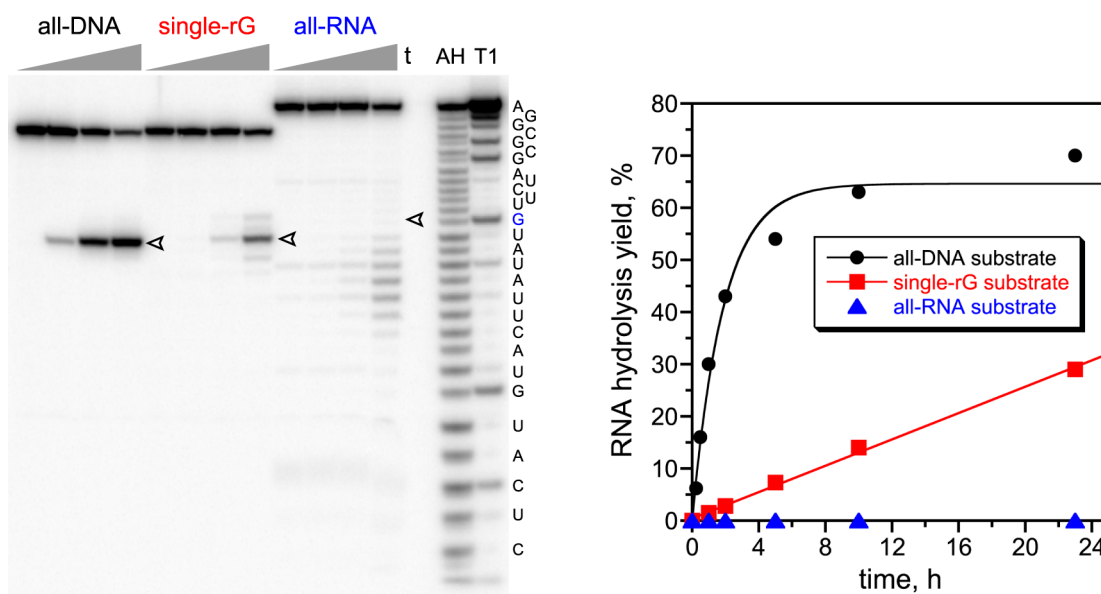 all-DNA single-rG all-RNA
t AH T1
A
G
G
C
G
C
G
A
U
C
U
U
G
U
A
U
A
U
U
C
A
U
G
U
A
C
U
C
RNA hydrolysis yield, %
80
70
60
50
40
30
20
10
0
all-DNA substrate
single-rG substrate
all-RNA substrate
0 4 8 12 16 20 24
time, h